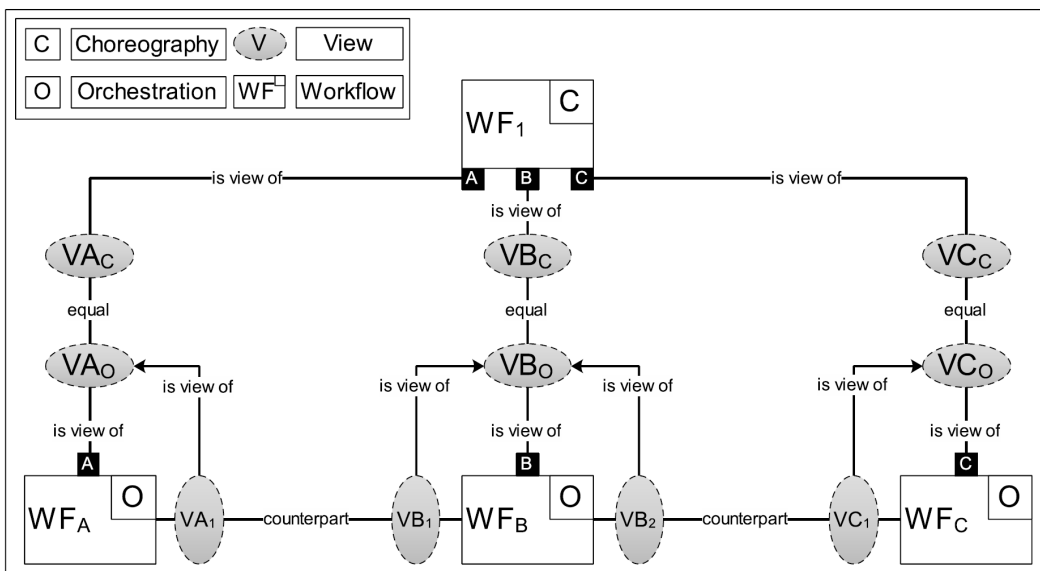 C Choreography V View
O Orchestration WF Workflow
WF1 C
A B C
is view of is view of
is view of
VAC VBC VCC
equal equal equal
VAO VBO VCO
is view of is view of is view of is view of
is view of is view of is view of
A B C
WFA O VA1 counterpart VB1 WFB O VB2 counterpart VC1 WFC O